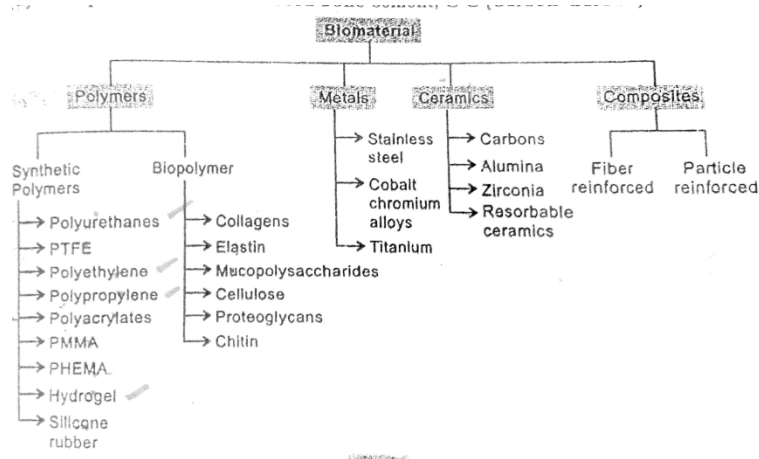 Biomaterial
Polymers
Metals
Ceramics
Composites
Synthetic
Polymers
Polyurethanes
PTFE
Polyethylene
Polypropylene
Polyacrylates
PMMA
PHEMA
Hydrogel
Silicone
rubber
Biopolymer
Collagens
Elastin
Mucopolysaccharides
Cellulose
Proteoglycans
Chitin
Stainless
steel
Cobalt
chromium
alloys
Titanium
Carbons
Alumina
Zirconia
Resorbable
ceramics
Fiber
reinforced
Particle
reinforced